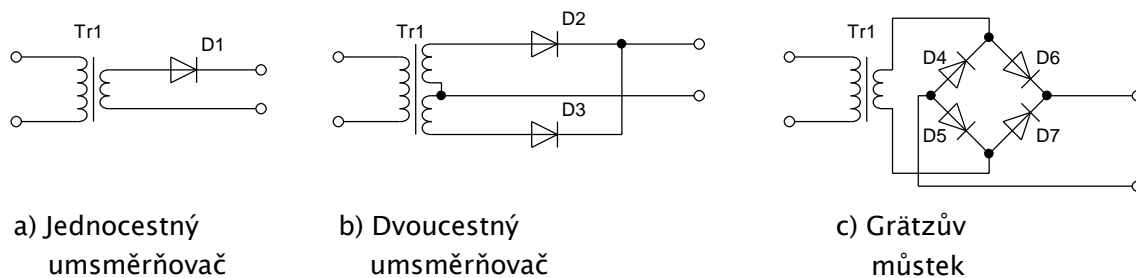 Tr1
D1
Tr1
D2
D3
Tr1
D4
D6
D5
D7
a) Jednocestný
umsměrňovač
b) Dvoucestný
umsměrňovač
c) Grätzův
můstek